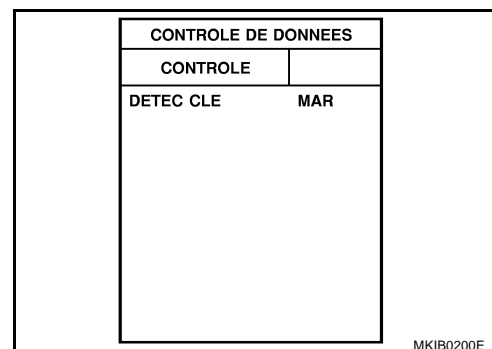 CONTROLE DE DONNEES
CONTROLE
DETEC CLE MAR
MKIB0200E